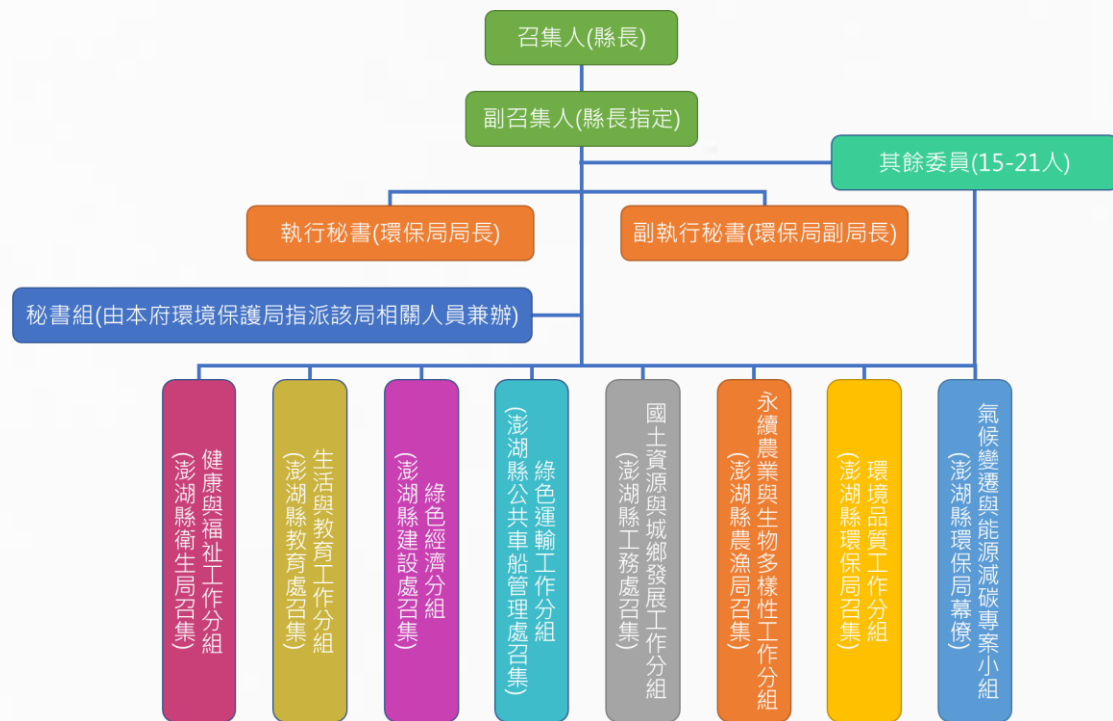 召集人(縣長)
副召集人(縣長指定)
其餘委員(15-21人)
執行秘書(環保局局長)
副執行秘書(環保局副局長)
秘書組(由本府環境保護局指派該局相關人員兼辦)
健康與福祉工作分組
(澎湖縣衛生局召集)
生活與教育工作分組
(澎湖縣教育處召集)
綠色經濟分組
(澎湖縣建設處召集)
綠色運輸工作分組
(澎湖縣公共車船管理處召集)
國土資源與城鄉發展工作分組
(澎湖縣工務處召集)
永續農業與生物多樣性工作分組
(澎湖縣農漁局召集)
環境品質工作分組
(澎湖縣環保局召集)
氣候變遷與能源減碳專案小組
(澎湖縣環保局幕僚)